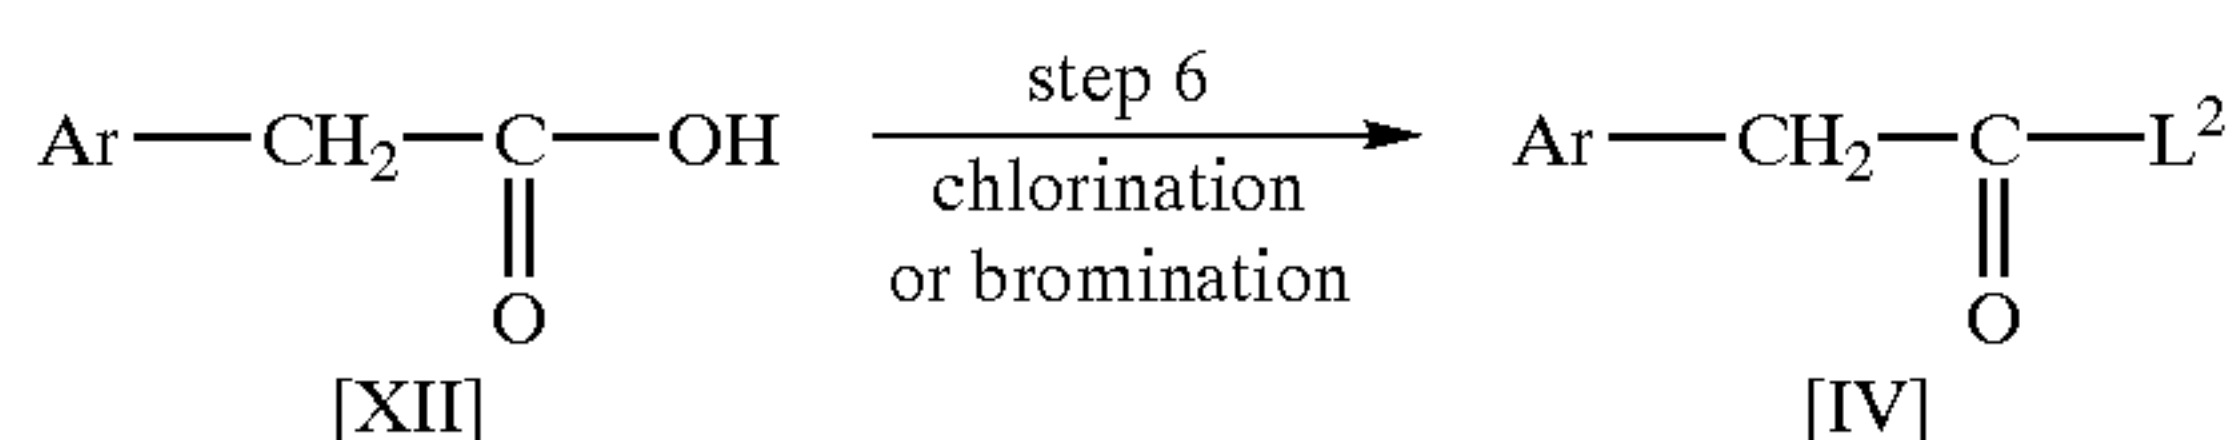 step 6
Ar—CH₂—C—OH Ar—CH₂—C—L²
chlorination
or bromination
O O
[XII] [IV]